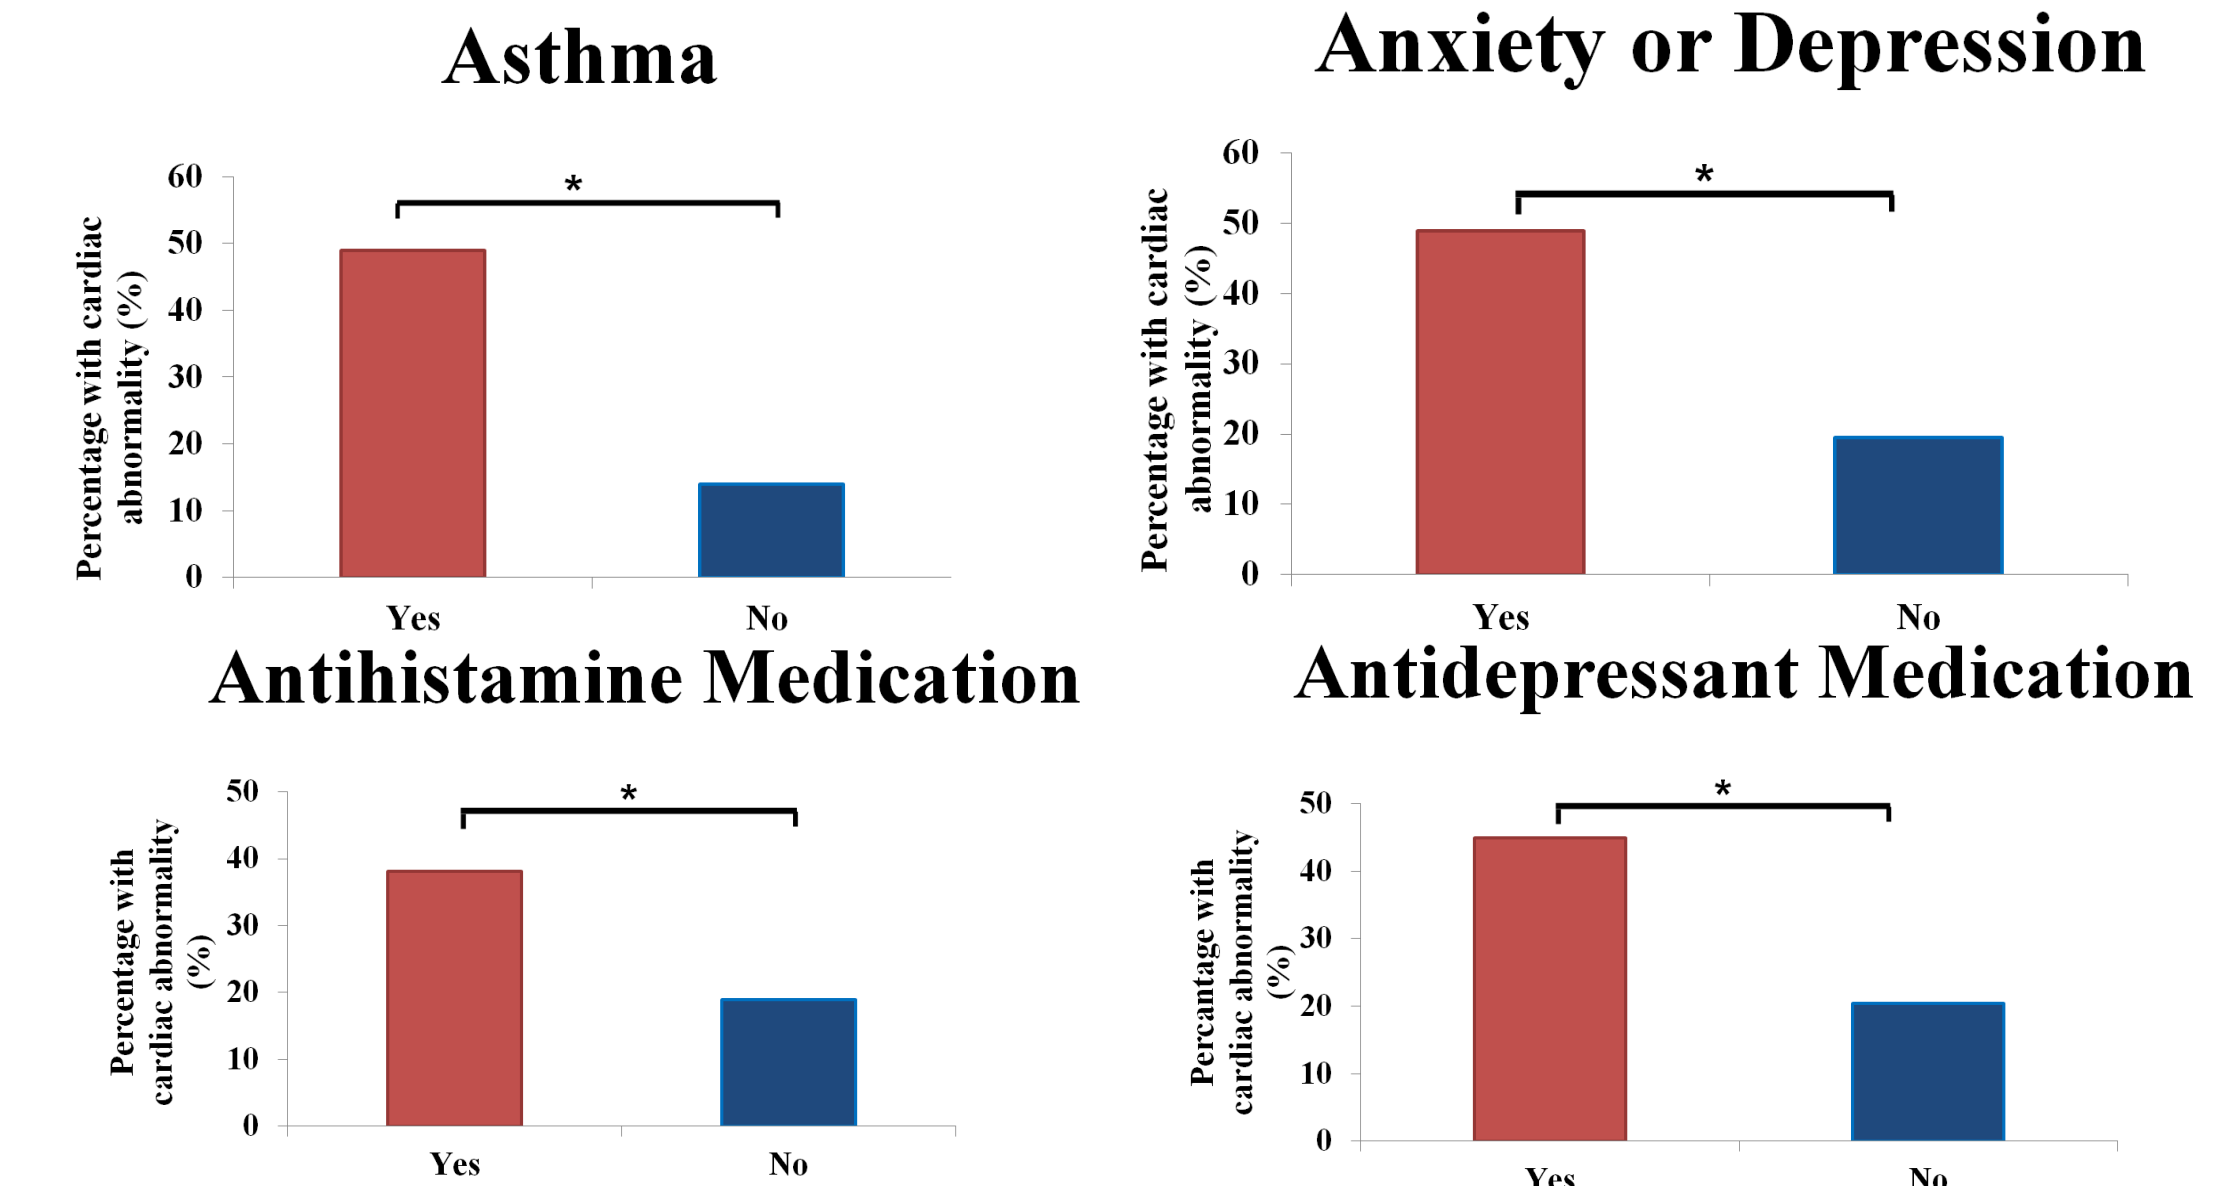 Asthma
*
60
50
40
30
20
10
0
Percentage with cardiac
abnormality (%)
Yes No
Anxiety or Depression
*
60
50
40
30
20
10
0
Percentage with cardiac
abnormality (%)
Yes No
Antihistamine Medication
*
50
40
30
20
10
0
Percentage with
cardiac abnormality
(%)
Yes No
Antidepressant Medication
*
50
40
30
20
10
0
Percantage with
cardiac abnormality
(%)
Yes No